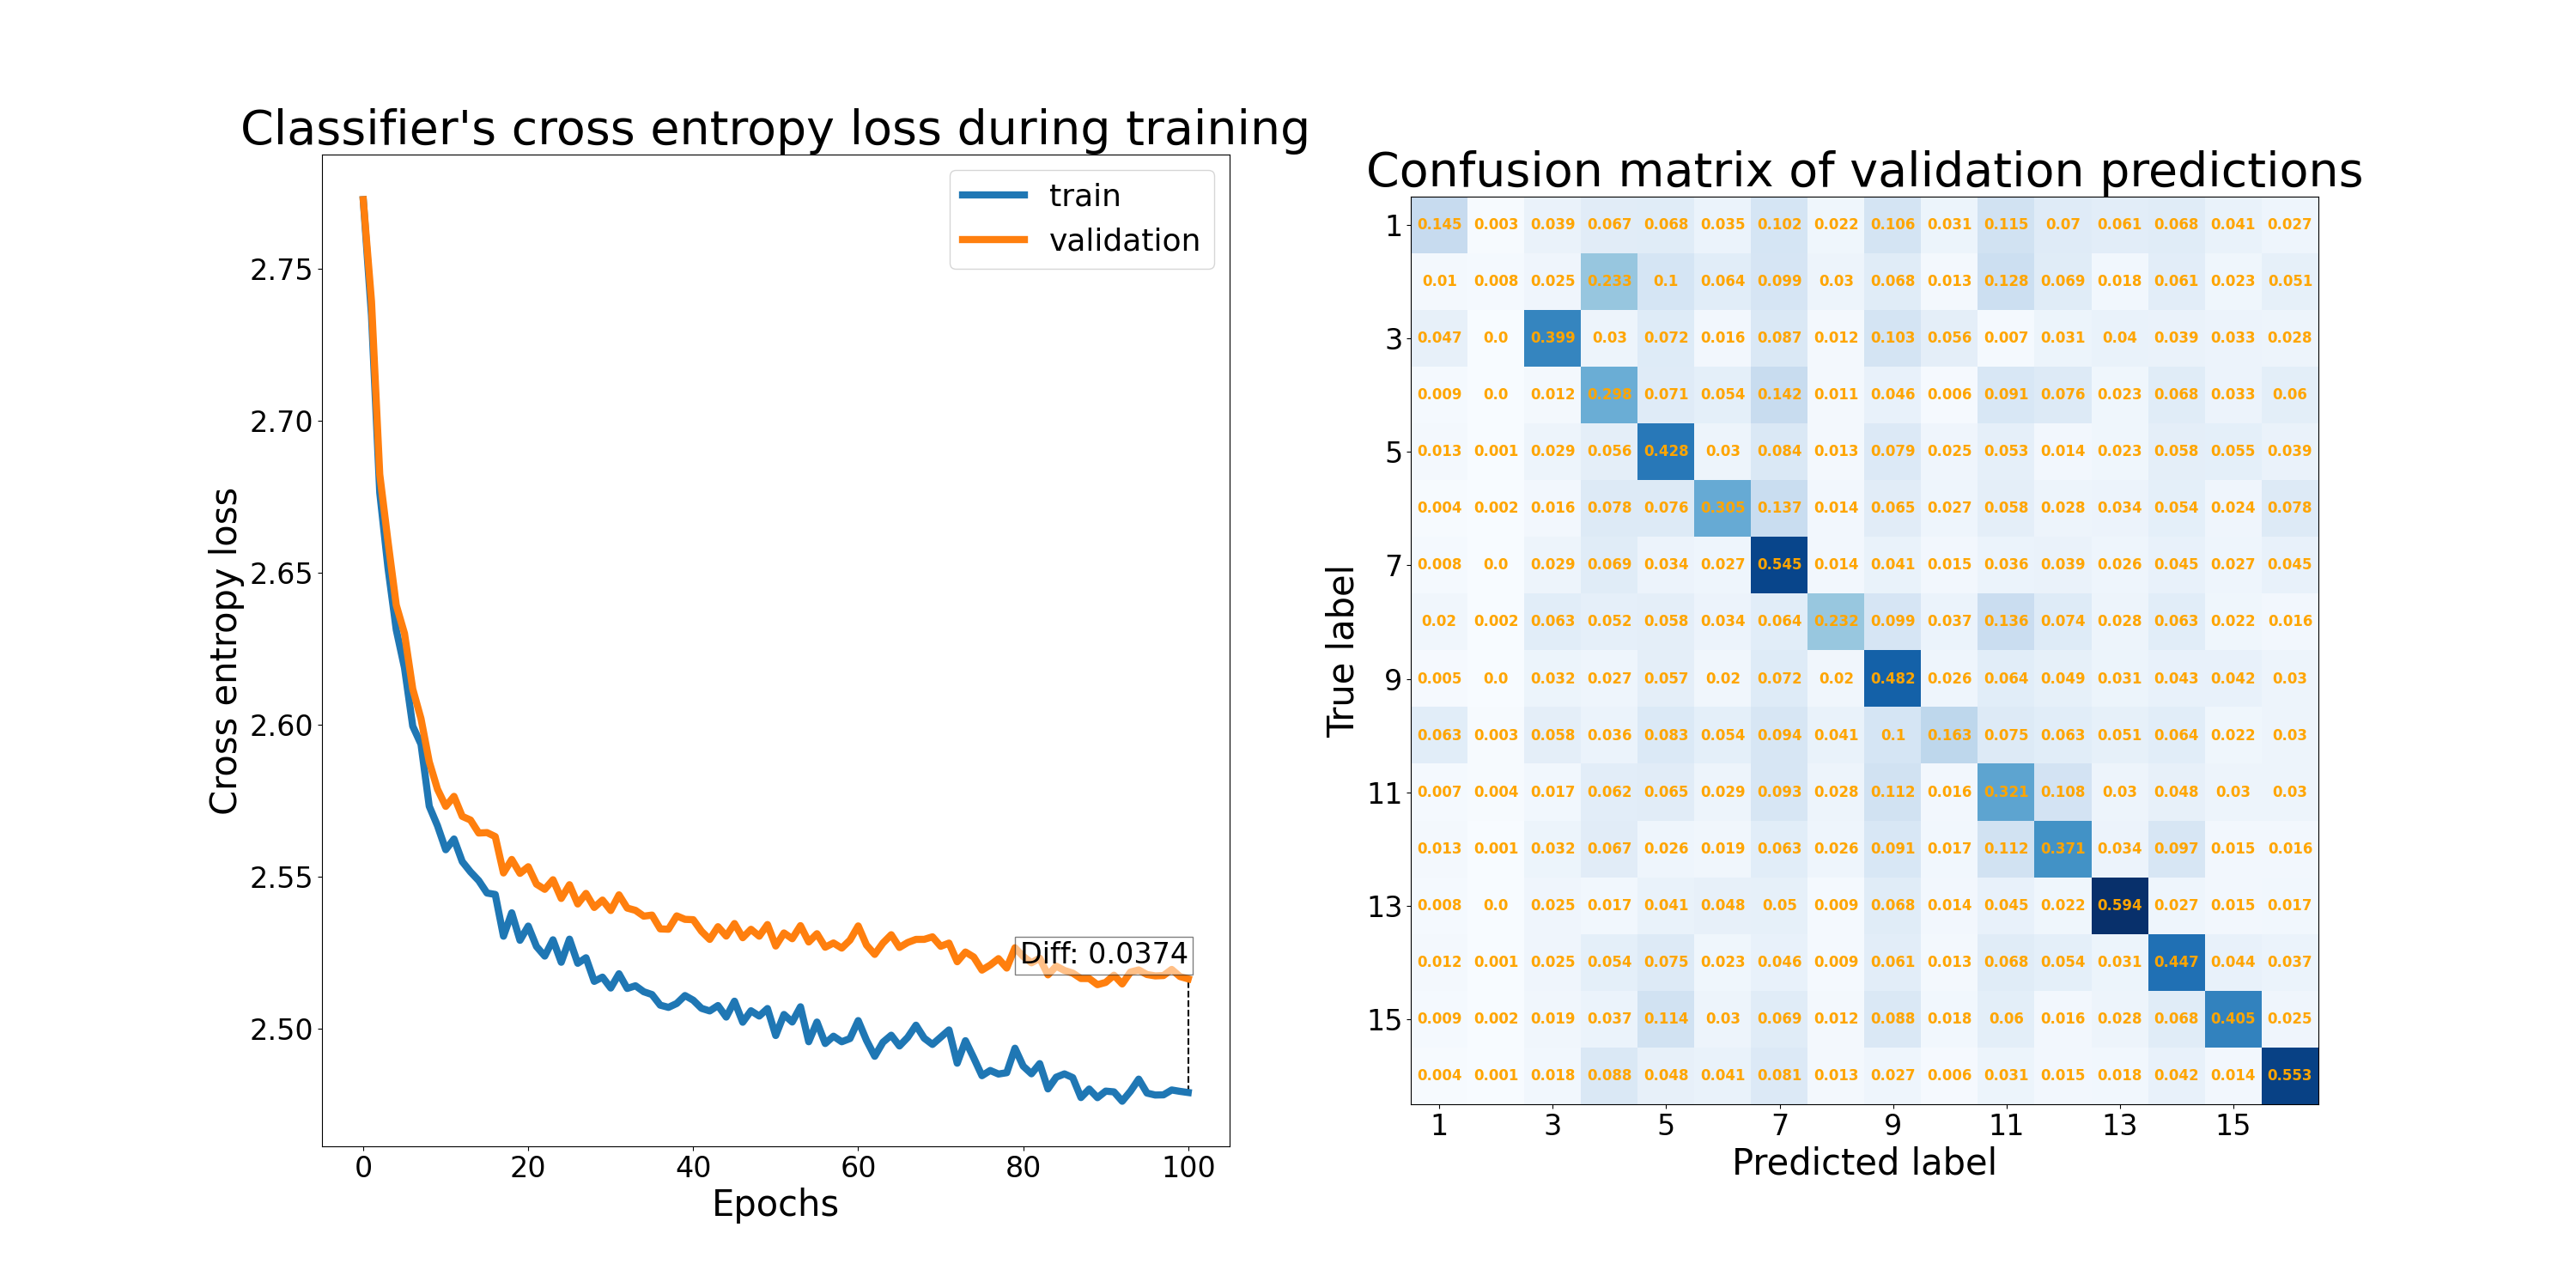 Classifier's cross entropy loss during training
train
validation
2.75
2.70
2.65
2.60
2.55
2.50
Cross entropy loss
Diff: 0.0374
0 20 40 60 80 100
Epochs
Confusion matrix of validation predictions
True label
1 0.145 0.003 0.039 0.067 0.068 0.035 0.102 0.022 0.106 0.031 0.115 0.07 0.061 0.068 0.041 0.027
0.01 0.008 0.025 0.233 0.1 0.064 0.099 0.03 0.068 0.013 0.128 0.069 0.018 0.061 0.023 0.051
3 0.047 0.0 0.399 0.03 0.072 0.016 0.087 0.012 0.103 0.056 0.007 0.031 0.04 0.039 0.033 0.028
0.009 0.0 0.012 0.298 0.071 0.054 0.142 0.011 0.046 0.006 0.091 0.076 0.023 0.068 0.033 0.06
5 0.013 0.001 0.029 0.056 0.428 0.03 0.084 0.013 0.079 0.025 0.053 0.014 0.023 0.058 0.055 0.039
0.004 0.002 0.016 0.078 0.076 0.305 0.137 0.014 0.065 0.027 0.058 0.028 0.034 0.054 0.024 0.078
7 0.008 0.0 0.029 0.069 0.034 0.027 0.545 0.014 0.041 0.015 0.036 0.039 0.026 0.045 0.027 0.045
0.02 0.002 0.063 0.052 0.058 0.034 0.064 0.232 0.099 0.037 0.136 0.074 0.028 0.063 0.022 0.016
9 0.005 0.0 0.032 0.027 0.057 0.02 0.072 0.02 0.482 0.026 0.064 0.049 0.031 0.043 0.042 0.03
0.063 0.003 0.058 0.036 0.083 0.054 0.094 0.041 0.1 0.163 0.075 0.063 0.051 0.064 0.022 0.03
11 0.007 0.004 0.017 0.062 0.065 0.029 0.093 0.028 0.112 0.016 0.321 0.108 0.03 0.048 0.03 0.03
0.013 0.001 0.032 0.067 0.026 0.019 0.063 0.026 0.091 0.017 0.112 0.371 0.034 0.097 0.015 0.016
13 0.008 0.0 0.025 0.017 0.041 0.048 0.05 0.009 0.068 0.014 0.045 0.022 0.594 0.027 0.015 0.017
0.012 0.001 0.025 0.054 0.075 0.023 0.046 0.009 0.061 0.013 0.068 0.054 0.031 0.447 0.044 0.037
15 0.009 0.002 0.019 0.037 0.114 0.03 0.069 0.012 0.088 0.018 0.06 0.016 0.028 0.068 0.405 0.025
0.004 0.001 0.018 0.088 0.048 0.041 0.081 0.013 0.027 0.006 0.031 0.015 0.018 0.042 0.014 0.553
1 3 5 7 9 11 13 15
Predicted label